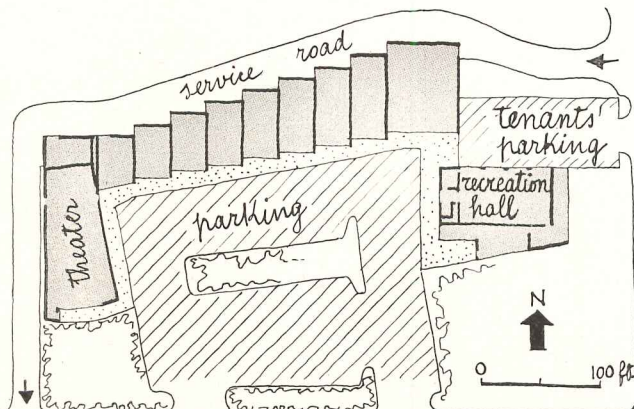 service road
tenants'
parking
recreation
hall
parking
theater
N
0 100 ft